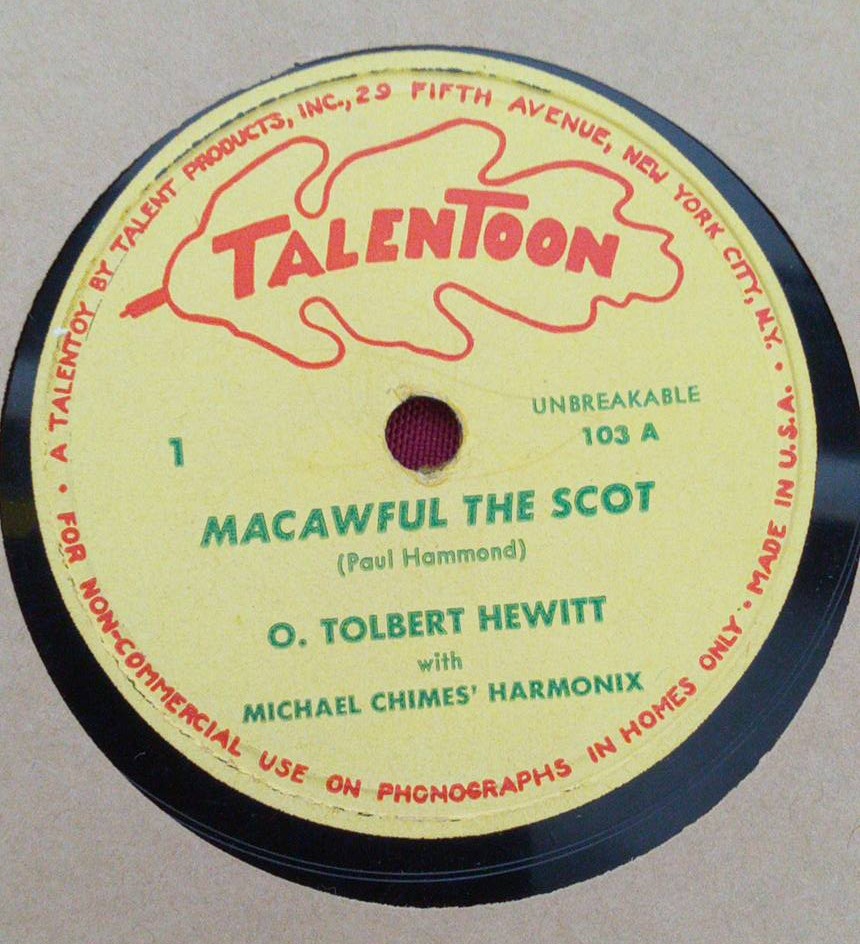 • A TALENTOY BY TALENT PRODUCTS, INC., 29 FIFTH AVENUE, NEW YORK CITY, N.Y. • MADE IN U.S.A.
TALENTOON
UNBREAKABLE
1
103 A
MACAWFUL THE SCOT
(Paul Hammond)
O. TOLBERT HEWITT
with
MICHAEL CHIMES' HARMONIX
FOR NON-COMMERCIAL USE ON PHONOGRAPHS IN HOMES ONLY •